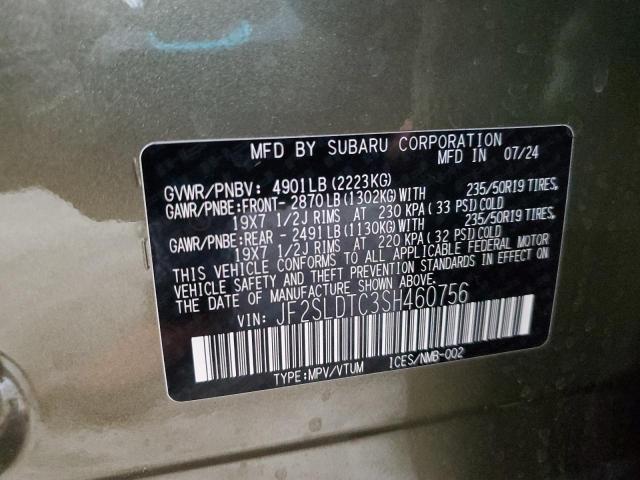 MFD BY SUBARU CORPORATION
MFD IN 07/24
GVWR/PNBV: 4901LB(2223KG)
GAWR/PNBE:FRONT- 2870LB(1302KG)WITH 235/50R19 TIRES,
19X7 1/2J RIMS AT 230 KPA(33 PSI)COLD
GAWR/PNBE:REAR - 2491LB(1130KG)WITH 235/50R19 TIRES,
19X7 1/2J RIMS AT 220 KPA(32 PSI)COLD
THIS VEHICLE CONFORMS TO ALL APPLICABLE FEDERAL MOTOR
VEHICLE SAFETY AND THEFT PREVENTION STANDARDS IN EFFECT ON
THE DATE OF MANUFACTURE SHOWN ABOVE.
VIN: JF2SLDTC3SH460756
TYPE:MPV/VTUM ICES/NMB-002